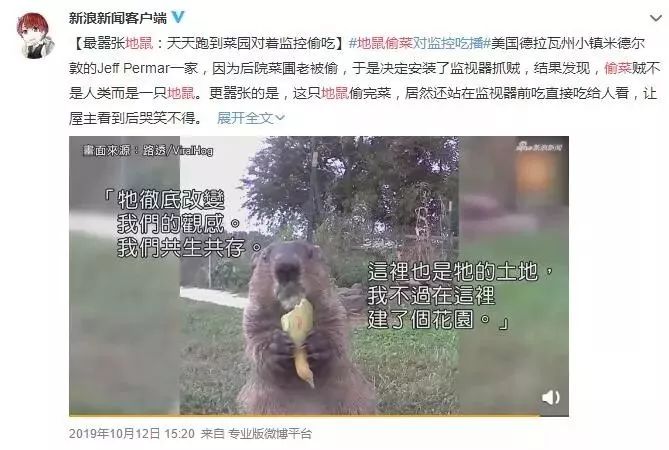 新浪新闻客户端
【最嚣张地鼠：天天跑到菜园对着监控偷吃】#地鼠偷菜对监控吃播#美国德拉瓦州小镇米德尔
敦的Jeff Permar一家，因为后院菜圃老被偷，于是决定安装了监视器抓贼，结果发现，偷菜贼不
是人类而是一只地鼠。更嚣张的是，这只地鼠偷完菜，居然还站在监视器前吃直接吃给人看，让
屋主看到后哭笑不得。 展开全文
畫面來源：路透/ViralHog
新浪新闻
「牠徹底改變
我們的觀感。
我們共生共存。
這裡也是牠的土地，
我不過在這裡
建了個花園。」
2019年10月12日 15:20 来自 专业版微博平台